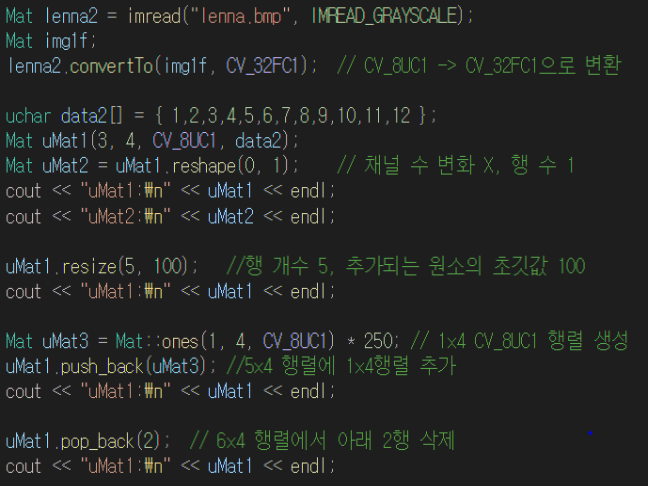 Mat lenna2 = imread("lenna.bmp", IMREAD_GRAYSCALE);
Mat img1f;
lenna2.convertTo(img1f, CV_32FC1);  // CV_8UC1 -> CV_32FC1으로 변환
uchar data2[] = { 1,2,3,4,5,6,7,8,9,10,11,12 };
Mat uMat1(3, 4, CV_8UC1, data2);
Mat uMat2 = uMat1.reshape(0, 1);   // 채널 수 변화 X, 행 수 1
cout << "uMat1:₩n" << uMat1 << endl;
cout << "uMat2:₩n" << uMat2 << endl;
uMat1.resize(5, 100);   //행 개수 5, 추가되는 원소의 초깃값 100
cout << "uMat1:₩n" << uMat1 << endl;
Mat uMat3 = Mat::ones(1, 4, CV_8UC1) * 250; // 1x4 CV_8UC1 행렬 생성
uMat1.push_back(uMat3); //5x4 행렬에 1x4행렬 추가
cout << "uMat1:₩n" << uMat1 << endl;
uMat1.pop_back(2);  // 6x4 행렬에서 아래 2행 삭제
cout << "uMat1:₩n" << uMat1 << endl;